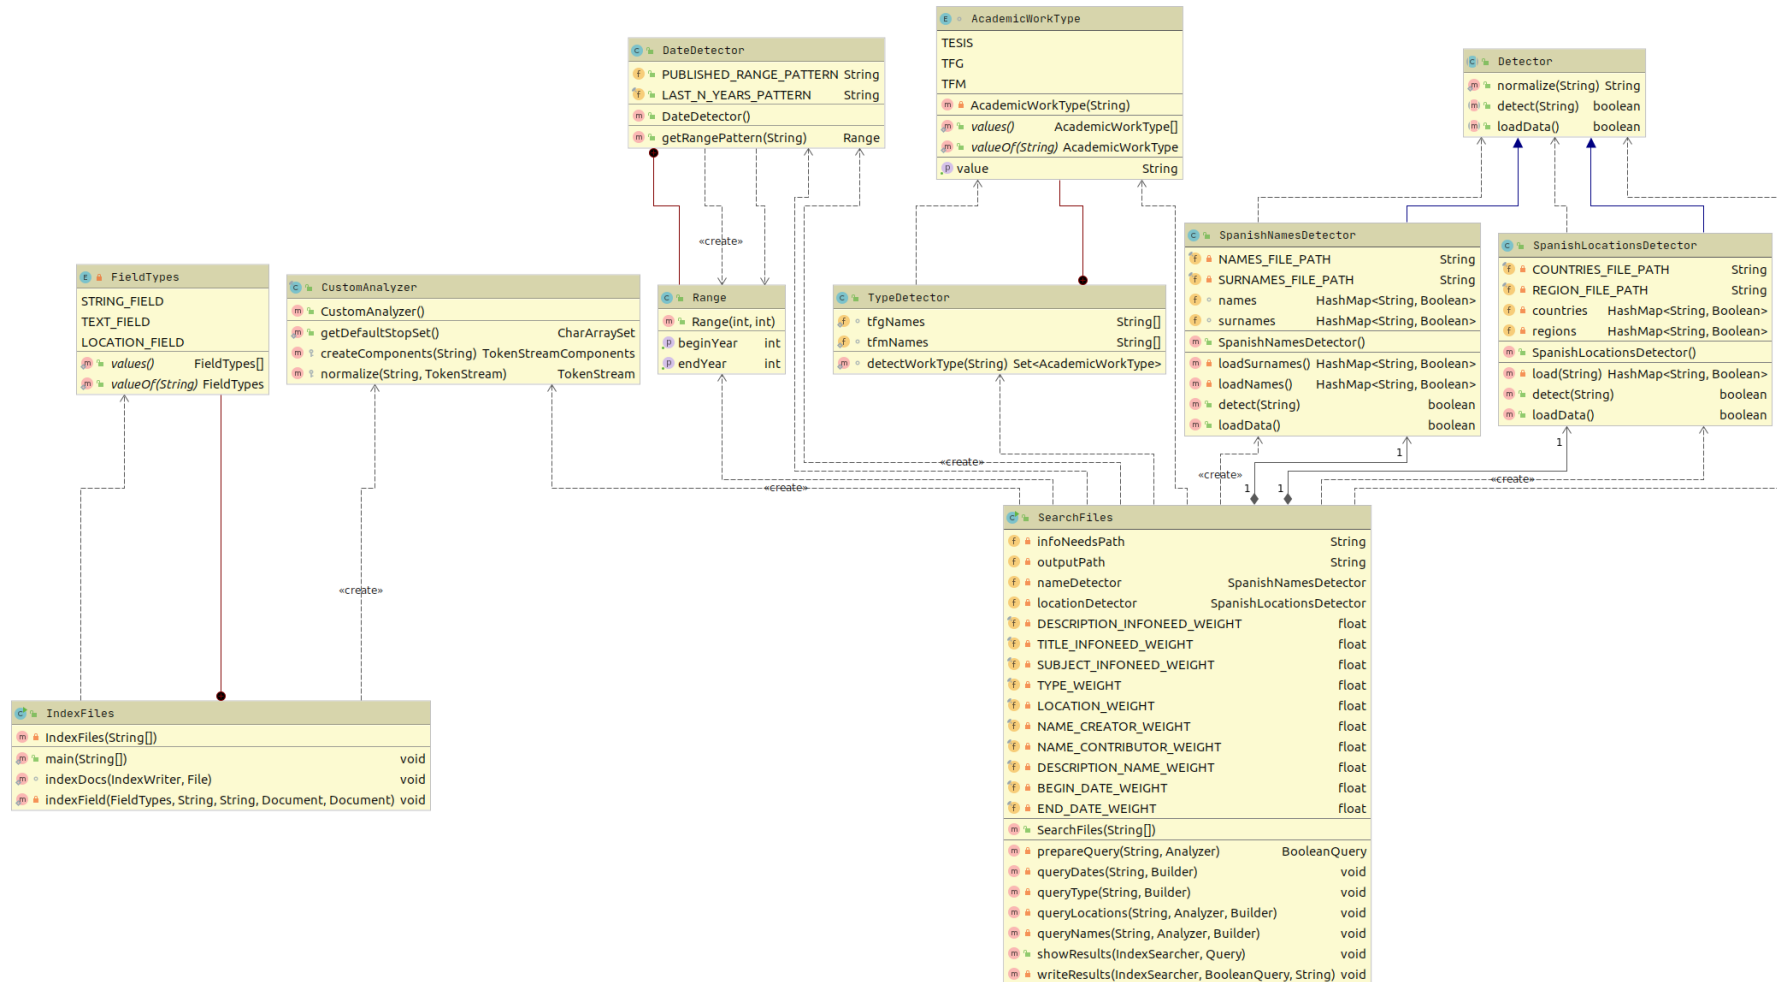 AcademicWorkType
TESIS
TFG
TFM
AcademicWorkType(String)
values() AcademicWorkType[]
valueOf(String) AcademicWorkType
value String
DateDetector
PUBLISHED_RANGE_PATTERN String
LAST_N_YEARS_PATTERN String
DateDetector()
getRangePattern(String) Range
Detector
normalize(String) String
detect(String) boolean
loadData() boolean
«create»
SpanishNamesDetector
NAMES_FILE_PATH String
SURNAMES_FILE_PATH String
names HashMap<String, Boolean>
surnames HashMap<String, Boolean>
SpanishNamesDetector()
loadSurnames() HashMap<String, Boolean>
loadNames() HashMap<String, Boolean>
detect(String) boolean
loadData() boolean
SpanishLocationsDetector
COUNTRIES_FILE_PATH String
REGION_FILE_PATH String
countries HashMap<String, Boolean>
regions HashMap<String, Boolean>
SpanishLocationsDetector()
load(String) HashMap<String, Boolean>
detect(String) boolean
loadData() boolean
FieldTypes
STRING_FIELD
TEXT_FIELD
LOCATION_FIELD
values() FieldTypes[]
valueOf(String) FieldTypes
CustomAnalyzer
CustomAnalyzer()
getDefaultStopSet() CharArraySet
createComponents(String) TokenStreamComponents
normalize(String, TokenStream) TokenStream
Range
Range(int, int)
beginYear int
endYear int
TypeDetector
tfgNames String[]
tfmNames String[]
detectWorkType(String) Set<AcademicWorkType>
1
1
«create»
«create»
«create»
«create»
1
1
«create»
SearchFiles
infoNeedsPath String
outputPath String
nameDetector SpanishNamesDetector
locationDetector SpanishLocationsDetector
DESCRIPTION_INFONEED_WEIGHT float
TITLE_INFONEED_WEIGHT float
SUBJECT_INFONEED_WEIGHT float
TYPE_WEIGHT float
LOCATION_WEIGHT float
NAME_CREATOR_WEIGHT float
NAME_CONTRIBUTOR_WEIGHT float
DESCRIPTION_NAME_WEIGHT float
BEGIN_DATE_WEIGHT float
END_DATE_WEIGHT float
SearchFiles(String[])
prepareQuery(String, Analyzer) BooleanQuery
queryDates(String, Builder) void
queryType(String, Builder) void
queryLocations(String, Analyzer, Builder) void
queryNames(String, Analyzer, Builder) void
showResults(IndexSearcher, Query) void
writeResults(IndexSearcher, BooleanQuery, String) void
IndexFiles
IndexFiles(String[])
main(String[]) void
indexDocs(IndexWriter, File) void
indexField(FieldTypes, String, String, Document, Document) void